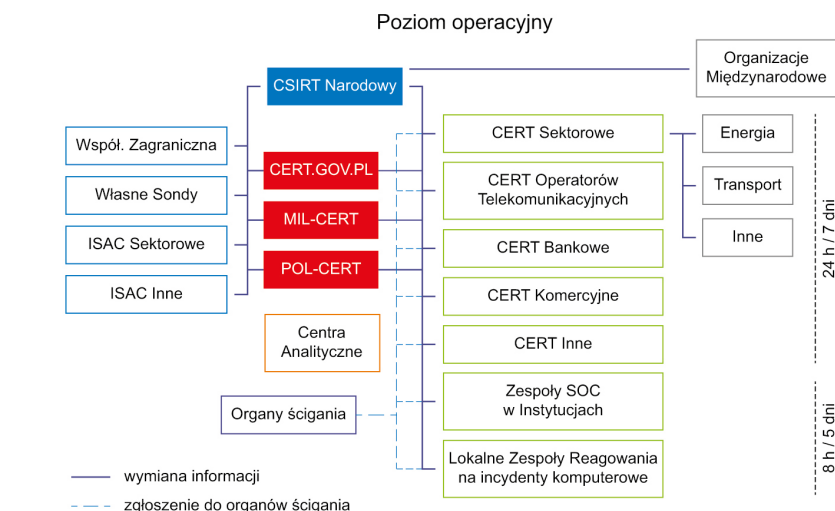 Poziom operacyjny
Organizacje
Międzynarodowe
CSIRT Narodowy
Współ. Zagraniczna
Własne Sondy
ISAC Sektorowe
ISAC Inne
CERT.GOV.PL
MIL-CERT
POL-CERT
Centra
Analityczne
Organy ścigania
CERT Sektorowe
CERT Operatorów
Telekomunikacyjnych
CERT Bankowe
CERT Komercyjne
CERT Inne
Zespoły SOC
w Instytucjach
Lokalne Zespoły Reagowania
na incydenty komputerowe
Energia
Transport
Inne
24 h / 7 dni
8 h / 5 dni
wymiana informacji
zgłoszenie do organów ścigania